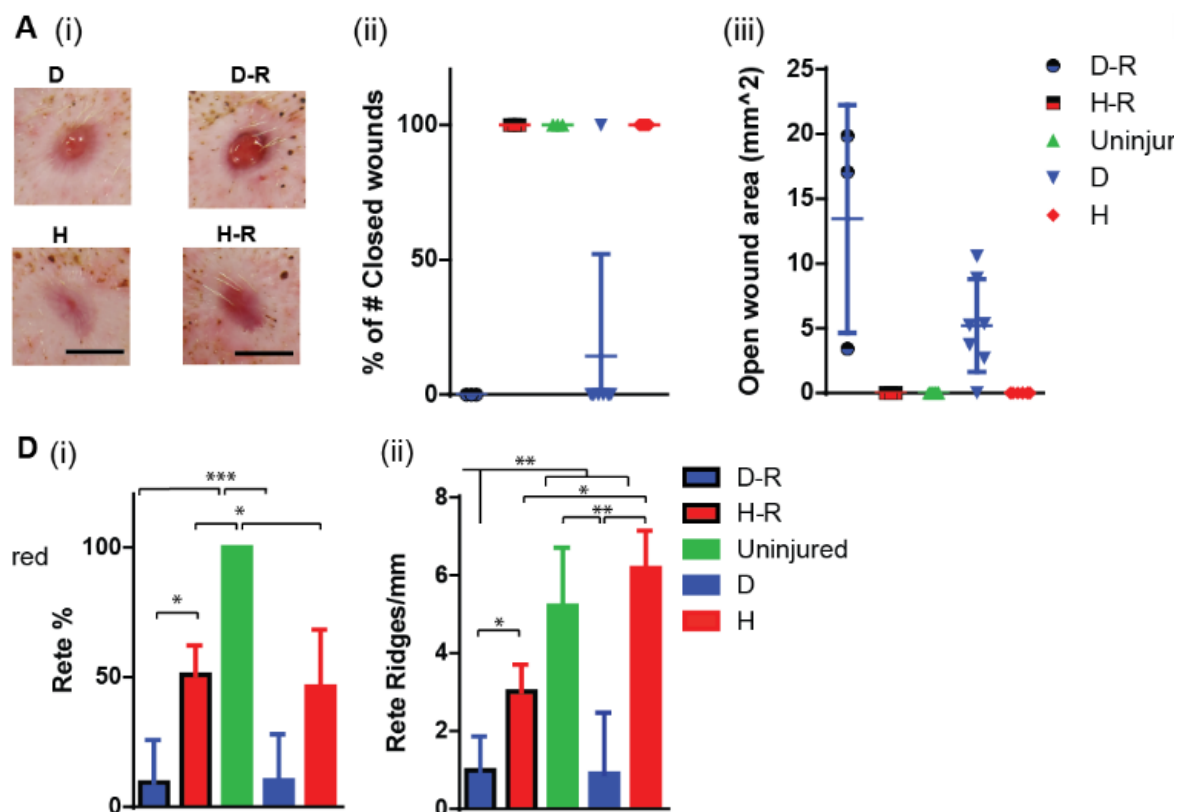 A (i)
D
D-R
H
H-R
(ii)
% of # Closed wounds
100
50
0
(iii)
Open wound area (mm^2)
25
20
15
10
5
0
D-R
H-R
Uninjur
D
H
D (i)
red
Rete %
100
50
0
***
*
*
(ii)
Rete Ridges/mm
8
6
4
2
0
**
*
**
*
D-R
H-R
Uninjured
D
H